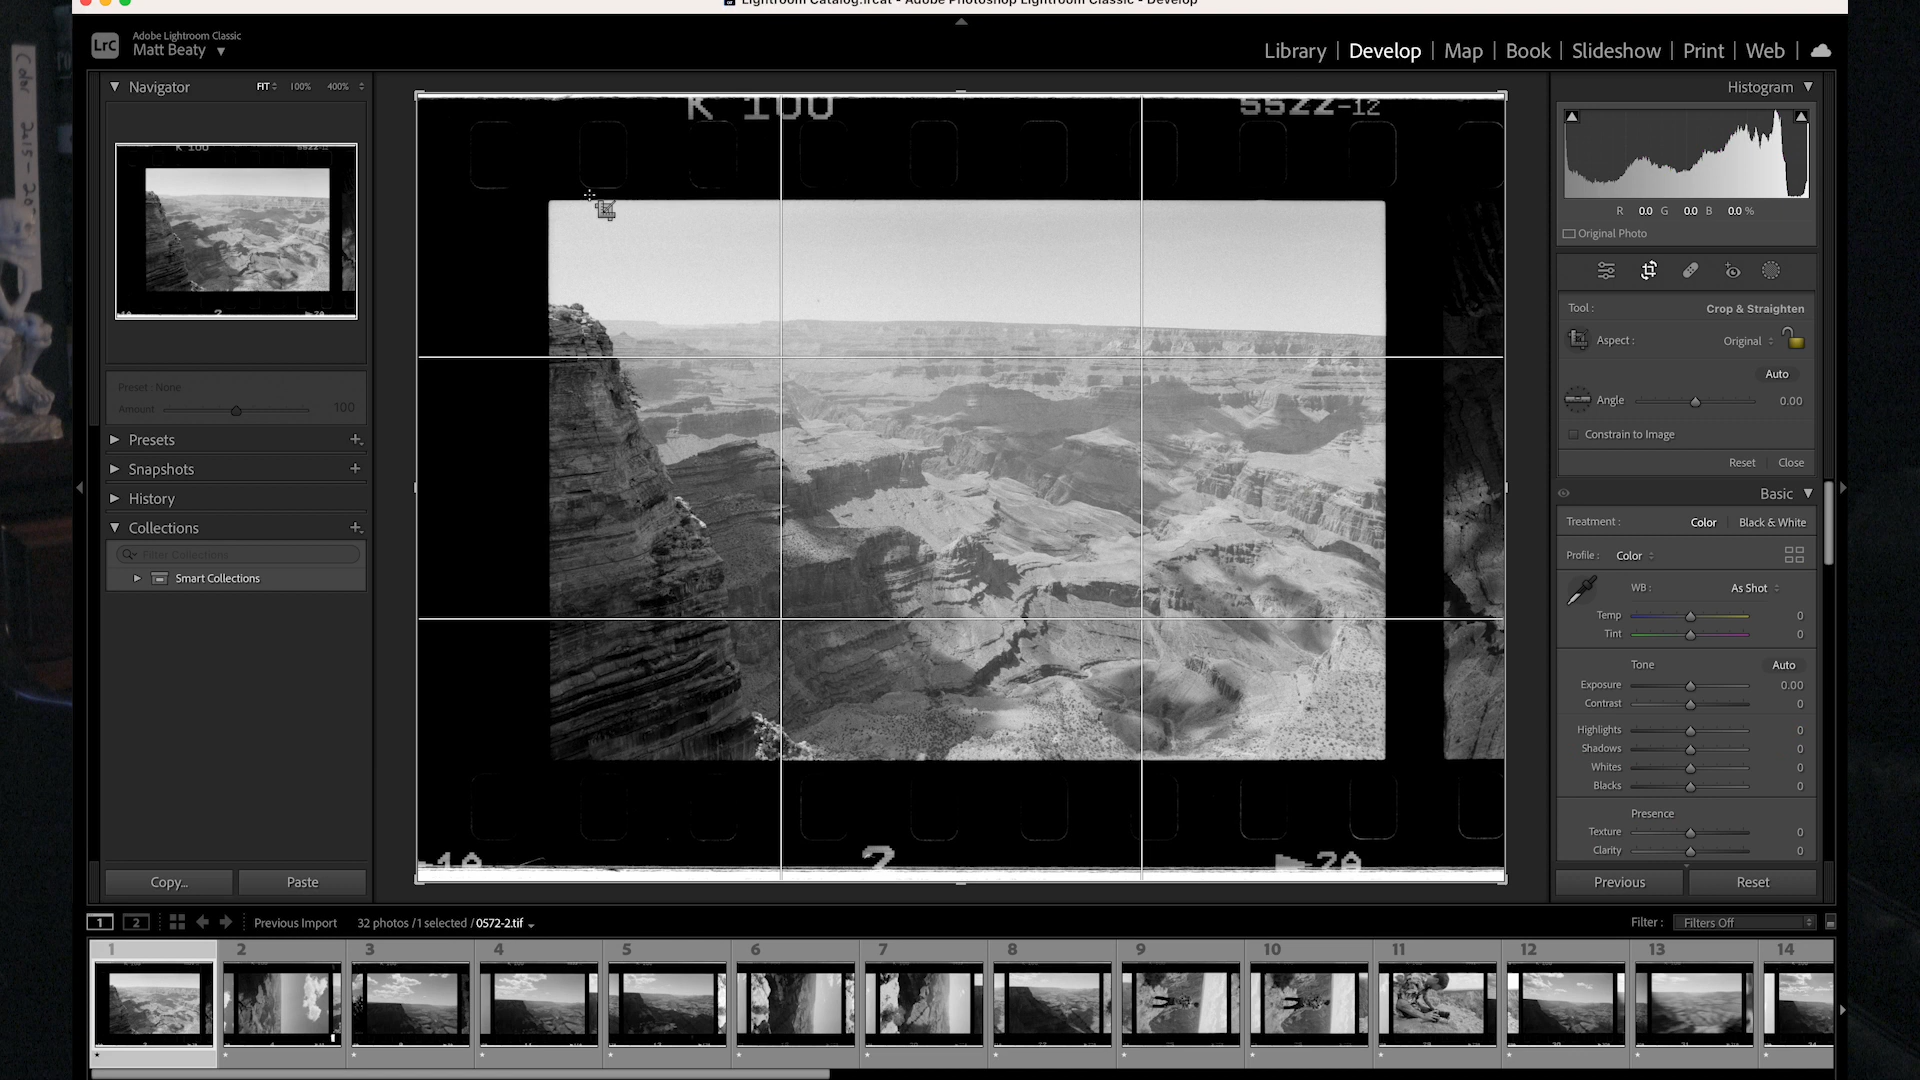 Lightroom Catalog.lrcat - Adobe Photoshop Lightroom Classic - Develop
LrC
Adobe Lightroom Classic
Matt Beaty
Library | Develop | Map | Book | Slideshow | Print | Web
Navigator
FIT 100% 400%
Histogram
K 100
5522-12
R 0.0 G 0.0 B 0.0 %
Original Photo
Tool : Crop & Straighten
Aspect : Original
Auto
Angle 0.00
Constrain to Image
Reset Close
Preset : None
Amount 100
Presets
Snapshots
History
Collections
Filter Collections
Smart Collections
Basic
Treatment : Color Black & White
Profile : Color
WB : As Shot
Temp 0
Tint 0
Tone Auto
Exposure 0.00
Contrast 0
Highlights 0
Shadows 0
Whites 0
Blacks 0
Presence
Texture 0
Clarity 0
2
Copy... Paste
Previous Reset
1 2 Previous Import 32 photos /1 selected / 0572-2.tif
Filter : Filters Off
1 2 3 4 5 6 7 8 9 10 11 12 13 14